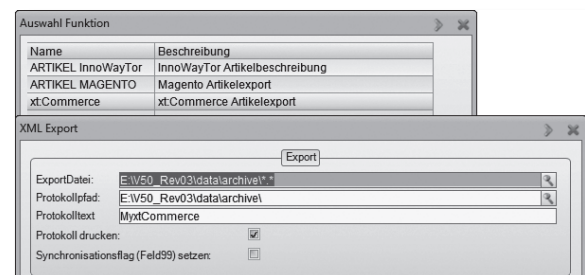 Auswahl Funktion
Name Beschreibung
ARTIKEL InnoWayTor InnoWayTor Artikelbeschreibung
ARTIKEL MAGENTO Magento Artikelexport
xt:Commerce xt:Commerce Artikelexport
XML Export
Export
ExportDatei: E:\V50_Rev03\data\archive\*.*
Protokollpfad: E:\V50_Rev03\data\archive\
Protokolltext MyxtCommerce
Protokoll drucken:
Synchronisationsflag (Feld99) setzen: